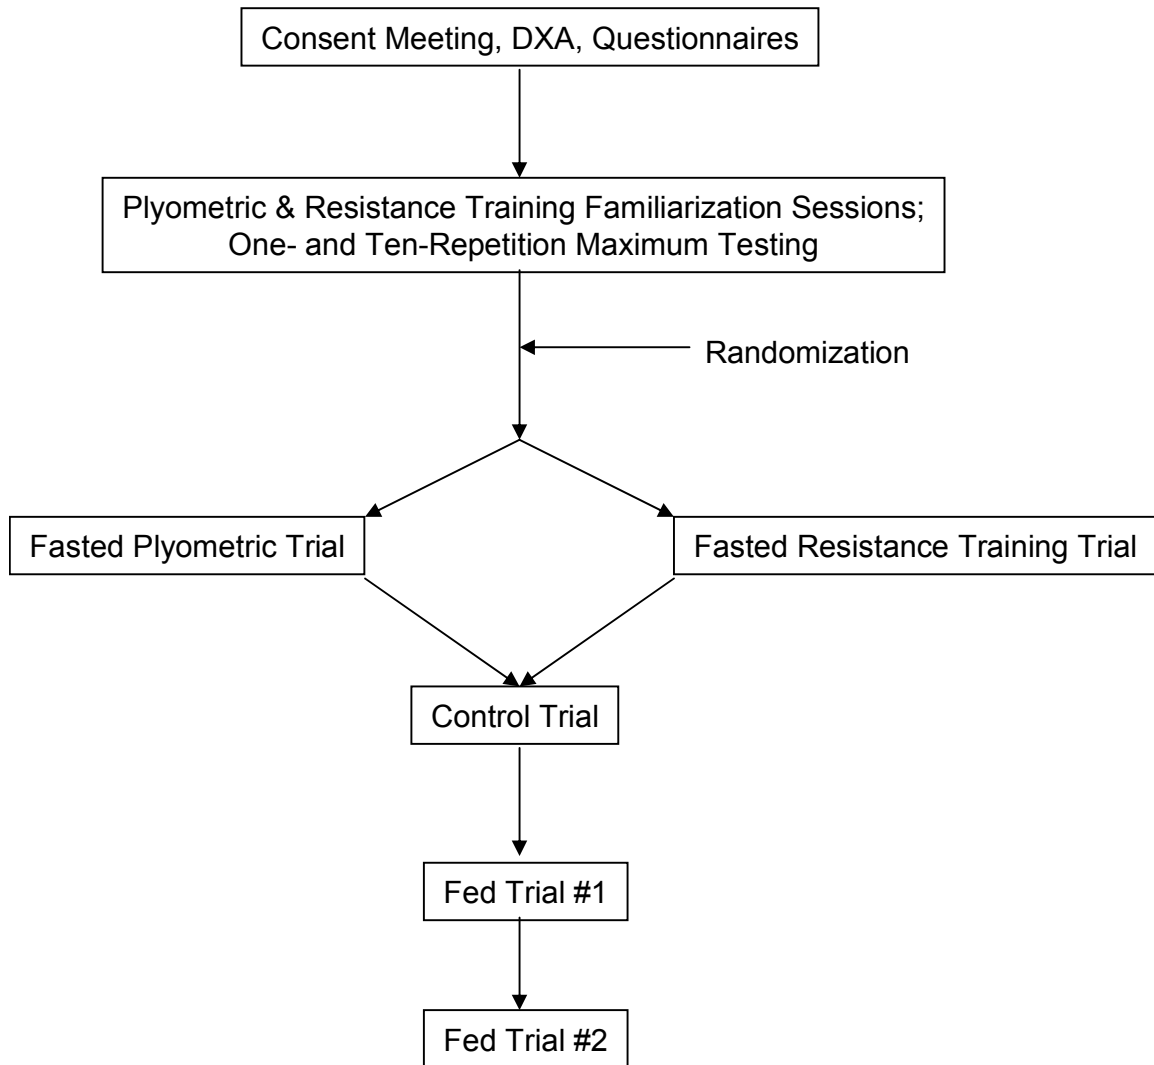 Consent Meeting, DXA, Questionnaires
Plyometric & Resistance Training Familiarization Sessions;
One- and Ten-Repetition Maximum Testing
Randomization
Fasted Plyometric Trial
Fasted Resistance Training Trial
Control Trial
Fed Trial #1
Fed Trial #2